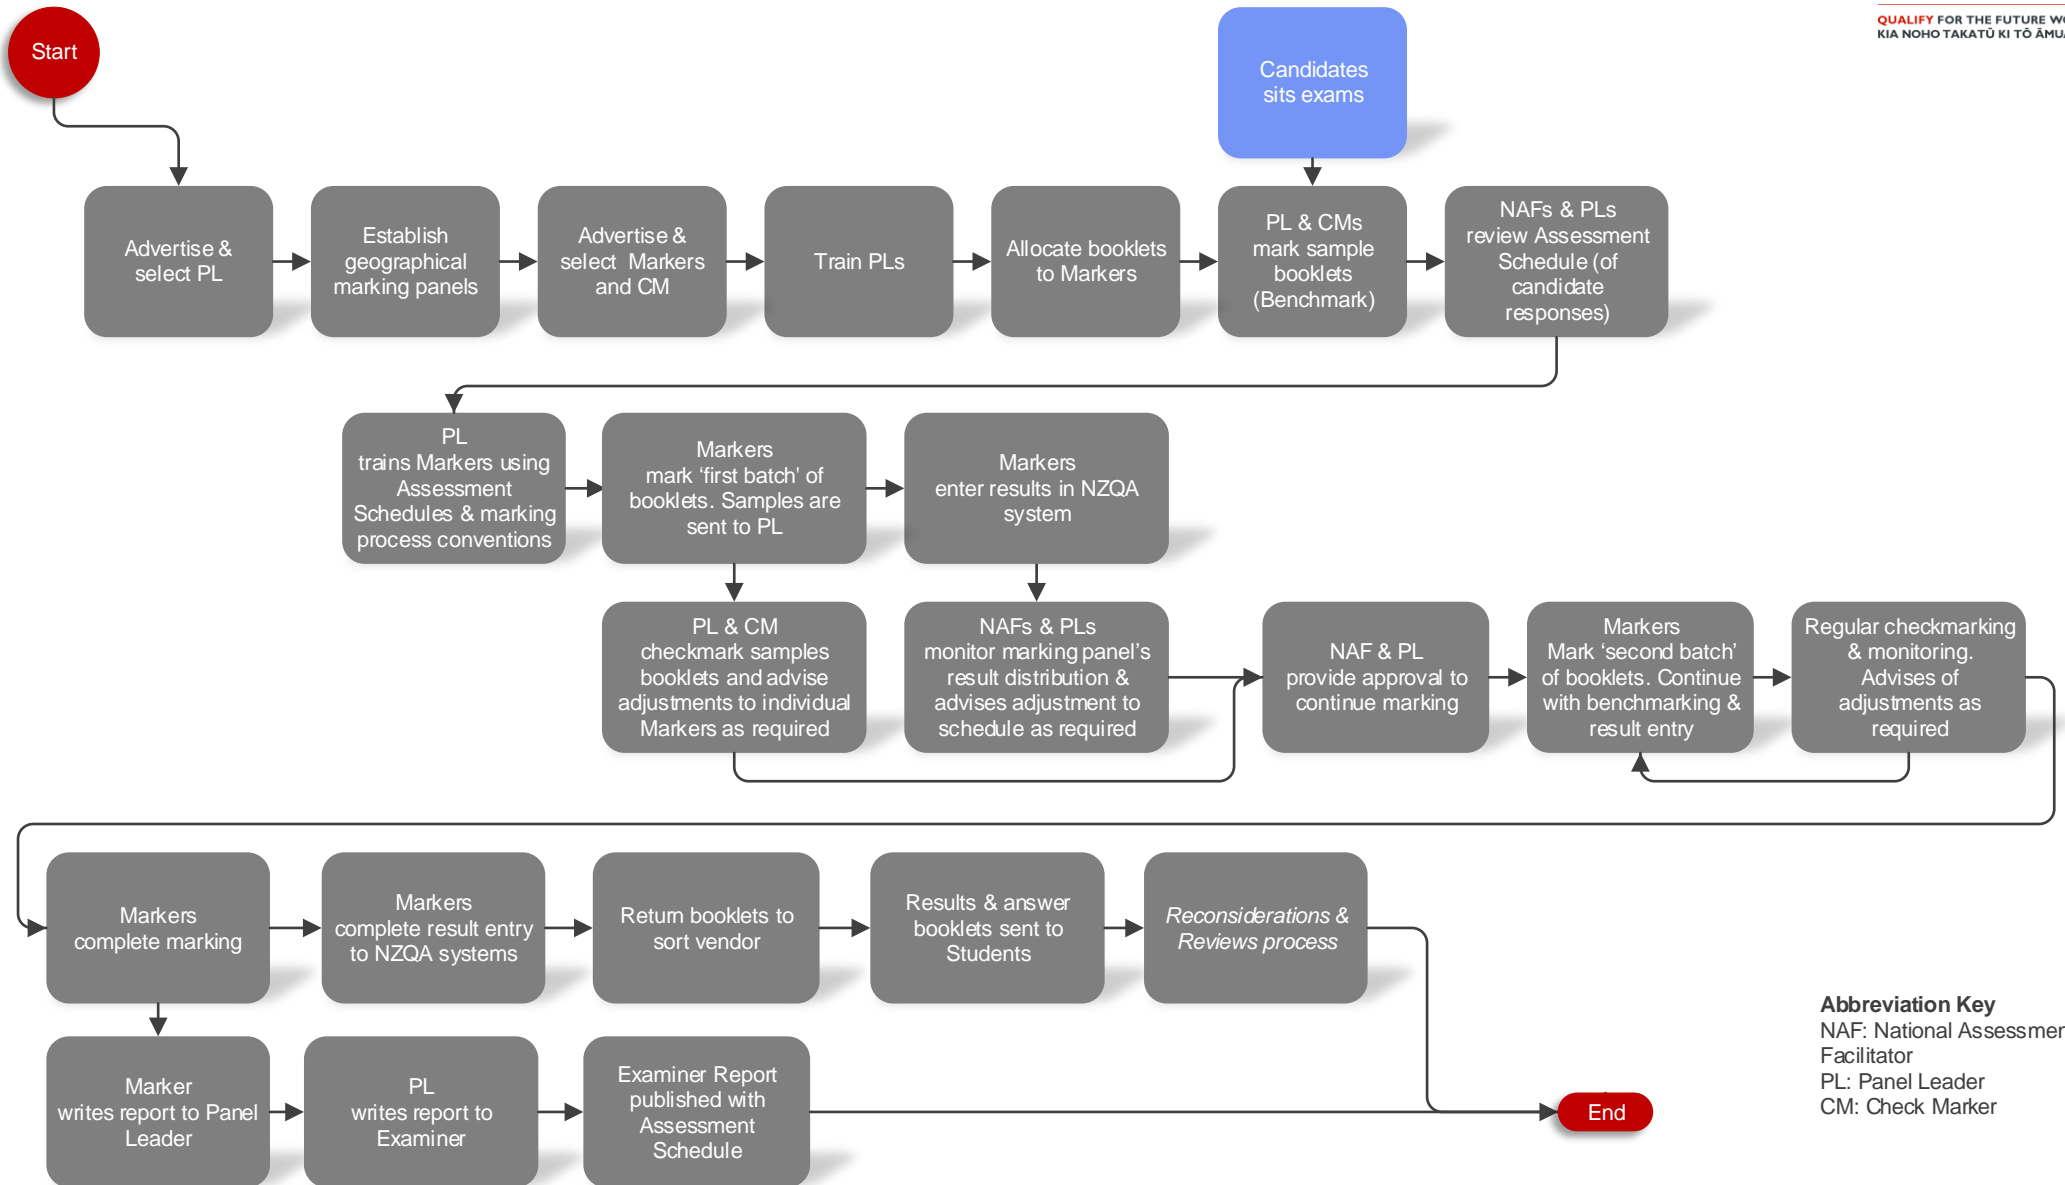 QUALIFY FOR THE FUTURE
KIA NOHO TAKATŪ KI TŌ
Start
Candidates
sits exams
Advertise &
select PL
Establish
geographical
marking panels
Advertise &
select Markers
and CM
Train PLs
Allocate booklets
to Markers
PL & CMs
mark sample
booklets
(Benchmark)
NAFs & PLs
review Assessment
Schedule (of
candidate
responses)
PL
trains Markers using
Assessment
Schedules & marking
process conventions
Markers
mark ‘first batch' of
booklets. Samples are
sent to PL
Markers
enter results in NZQA
system
PL & CM
checkmark samples
booklets and advise
adjustments to individual
Markers as required
NAFs & PLs
monitor marking panel’s
result distribution &
advises adjustment to
schedule as required
NAF & PL
provide approval to
continue marking
Markers
Mark ‘second batch’
of booklets. Continue
with benchmarking &
result entry
Regular checkmarking
& monitoring.
Advises of
adjustments as
required
Markers
complete marking
Markers
complete result entry
to NZQA systems
Return booklets to
sort vendor
Results & answer
booklets sent to
Students
Reconsiderations &
Reviews process
Marker
writes report to Panel
Leader
PL
writes report to
Examiner
Examiner Report
published with
Assessment
Schedule
End
Abbreviation Key
NAF: National
Facilitator
PL: Panel Leader
CM: Check Marker